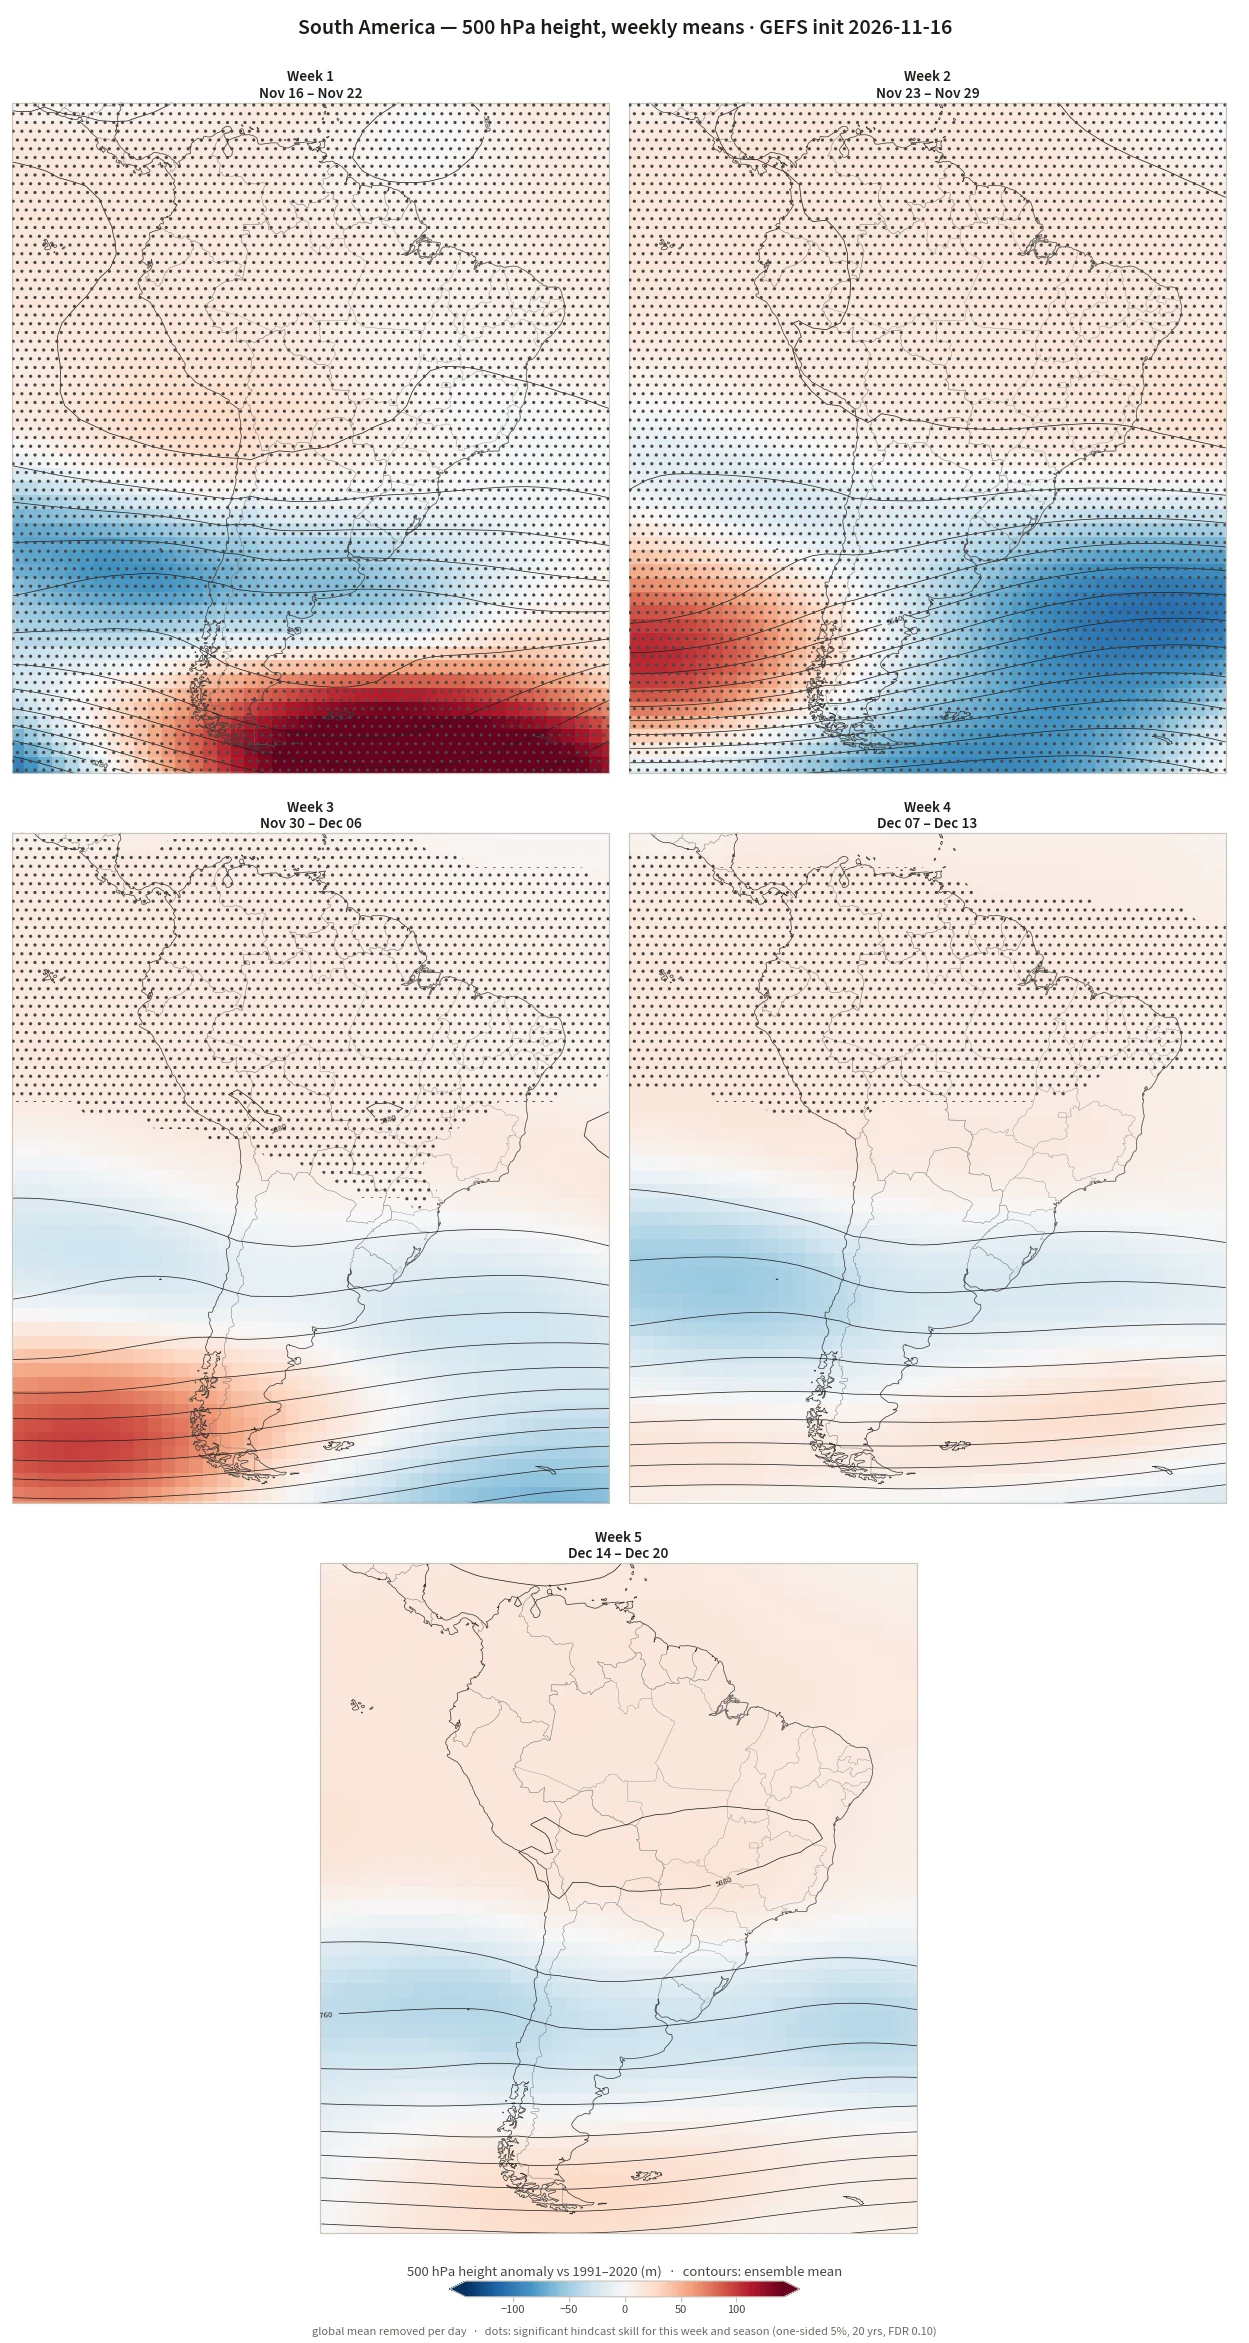 South America — 500 hPa height, weekly means · GEFS init 2026-11-16
Week 1
Nov 16 – Nov 22
Week 2
Nov 23 – Nov 29
5640
Week 3
Nov 30 – Dec 06
5880
5880
Week 4
Dec 07 – Dec 13
Week 5
Dec 14 – Dec 20
5880
760
500 hPa height anomaly vs 1991–2020 (m) · contours: ensemble mean
−100 −50 0 50 100
global mean removed per day · dots: significant hindcast skill for this week and season (one-sided 5%, 20 yrs, FDR 0.10)